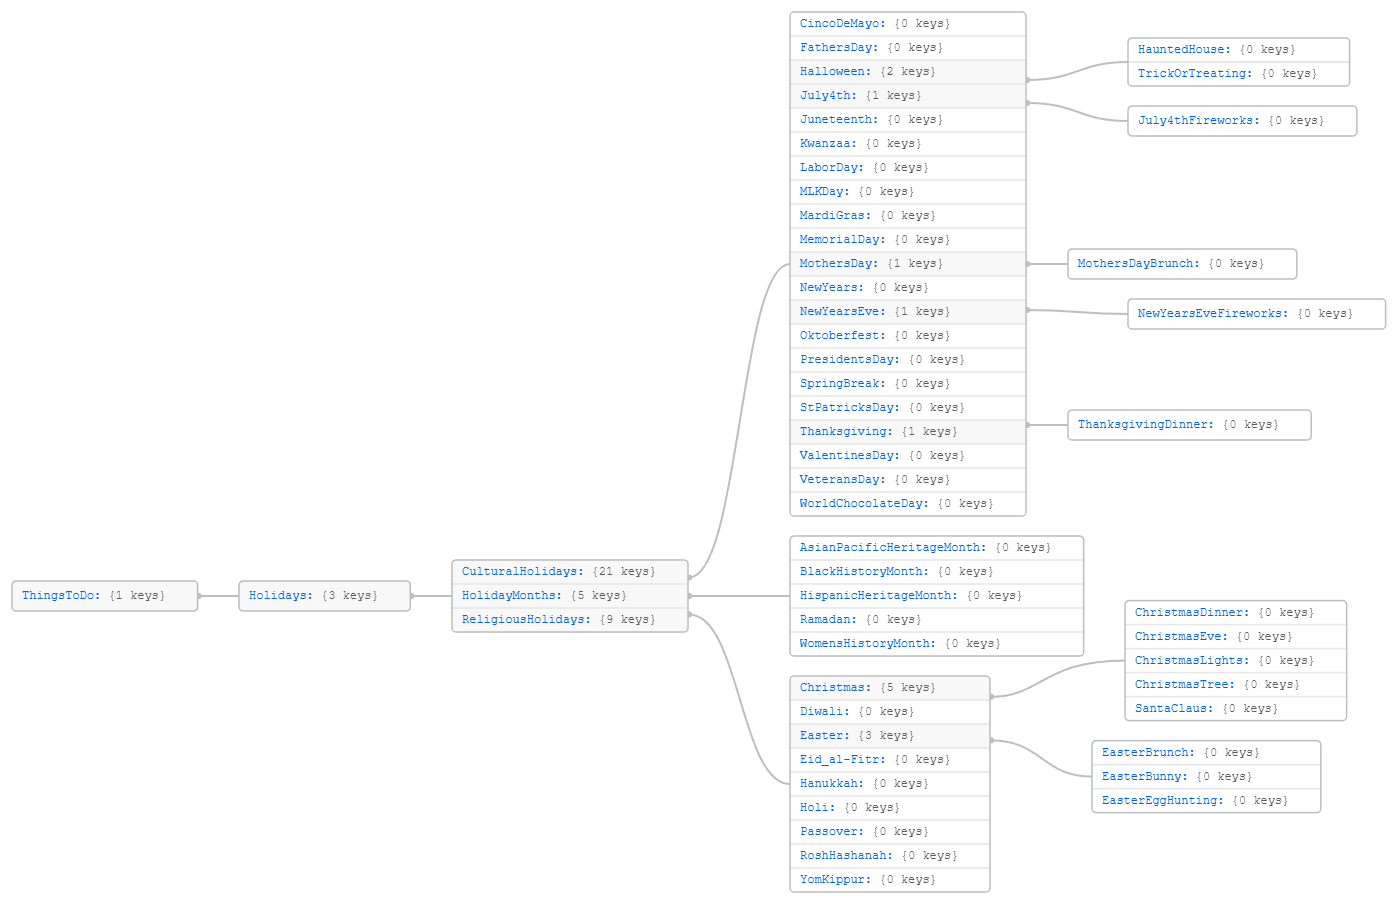 ThingsToDo: {1 keys}
Holidays: {3 keys}
CulturalHolidays: {21 keys}
HolidayMonths: {5 keys}
ReligiousHolidays: {9 keys}
CincoDeMayo: {0 keys}
FathersDay: {0 keys}
Halloween: {2 keys}
July4th: {1 keys}
Juneteenth: {0 keys}
Kwanzaa: {0 keys}
LaborDay: {0 keys}
MLKDay: {0 keys}
MardiGras: {0 keys}
MemorialDay: {0 keys}
MothersDay: {1 keys}
NewYears: {0 keys}
NewYearsEve: {1 keys}
Oktoberfest: {0 keys}
PresidentsDay: {0 keys}
SpringBreak: {0 keys}
StPatricksDay: {0 keys}
Thanksgiving: {1 keys}
ValentinesDay: {0 keys}
VeteransDay: {0 keys}
WorldChocolateDay: {0 keys}
HauntedHouse: {0 keys}
TrickOrTreating: {0 keys}
July4thFireworks: {0 keys}
MothersDayBrunch: {0 keys}
NewYearsEveFireworks: {0 keys}
ThanksgivingDinner: {0 keys}
AsianPacificHeritageMonth: {0 keys}
BlackHistoryMonth: {0 keys}
HispanicHeritageMonth: {0 keys}
Ramadan: {0 keys}
WomensHistoryMonth: {0 keys}
Christmas: {5 keys}
Diwali: {0 keys}
Easter: {3 keys}
Eid_al-Fitr: {0 keys}
Hanukkah: {0 keys}
Holi: {0 keys}
Passover: {0 keys}
RoshHashanah: {0 keys}
YomKippur: {0 keys}
ChristmasDinner: {0 keys}
ChristmasEve: {0 keys}
ChristmasLights: {0 keys}
ChristmasTree: {0 keys}
SantaClaus: {0 keys}
EasterBrunch: {0 keys}
EasterBunny: {0 keys}
EasterEggHunting: {0 keys}